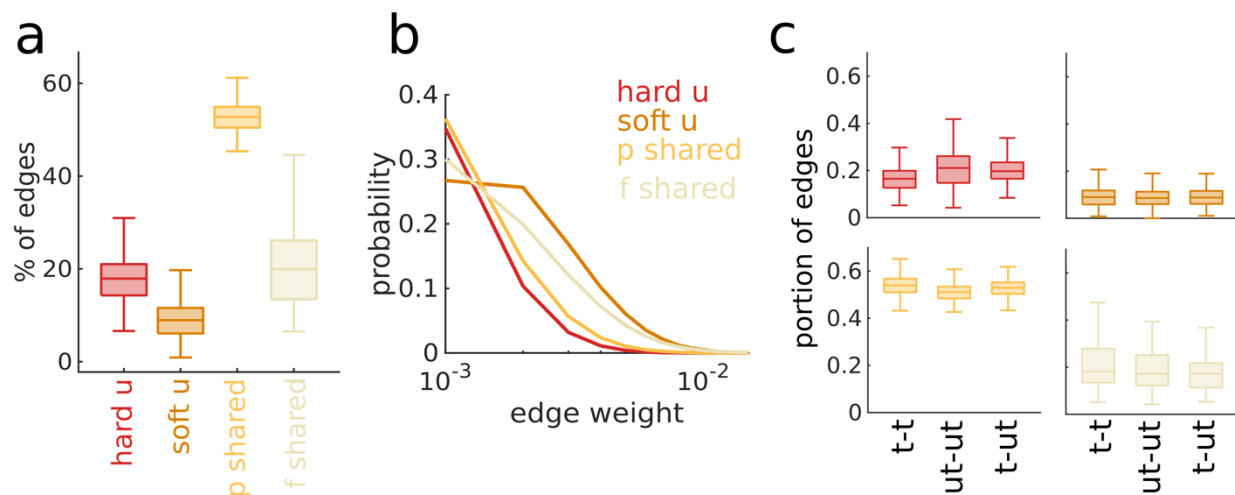 a
% of edges
60
40
20
0
hard u
soft u
p shared
f shared
b
probability
0.4
0.3
0.2
0.1
0
10^-3
10^-2
edge weight
hard u
soft u
p shared
f shared
c
portion of edges
0.6
0.4
0.2
0
0.6
0.4
0.2
0
t-t
ut-ut
t-ut
t-t
ut-ut
t-ut